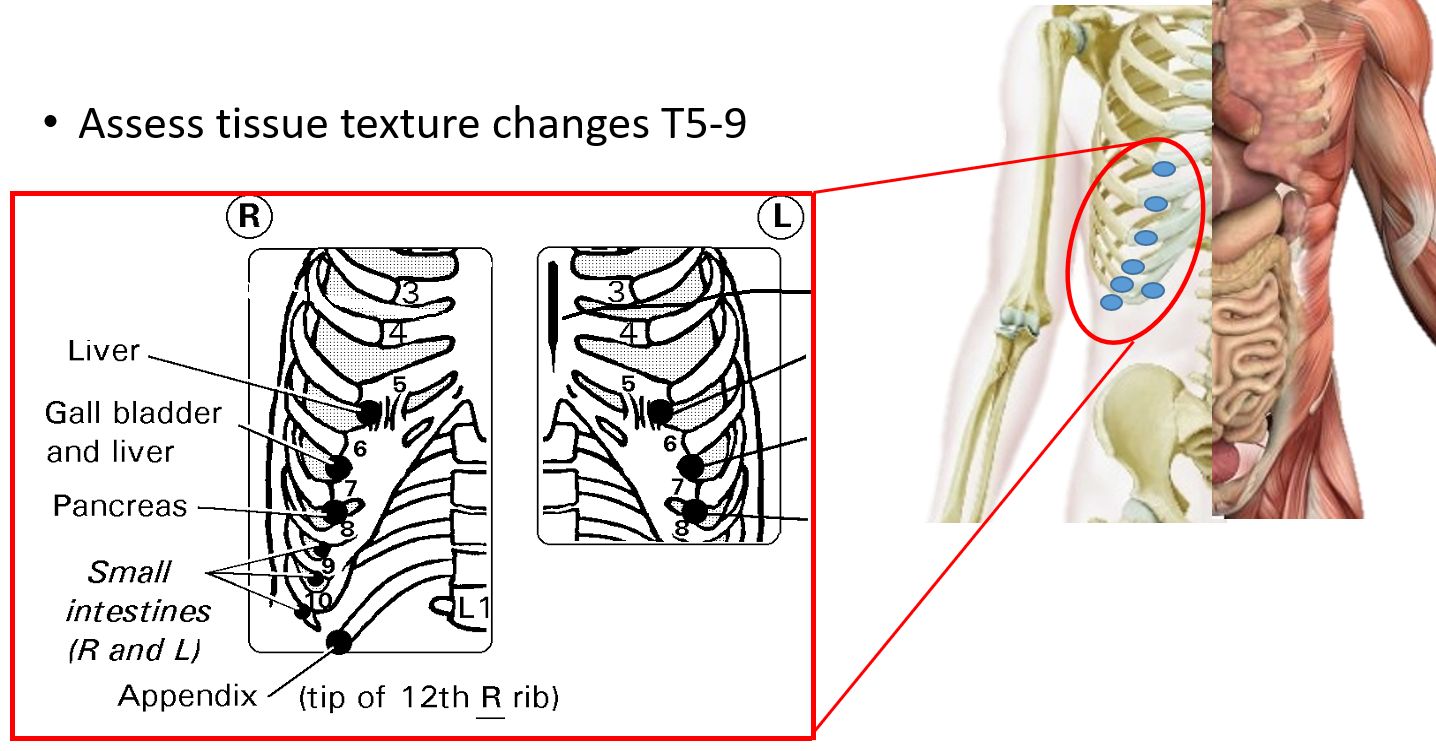 • Assess tissue texture changes T5-9
R
L
3
4
5
6
7
8
9
10
L1
3
4
5
6
7
8
Liver
Gall bladder
and liver
Pancreas
Small
intestines
(R and L)
Appendix
(tip of 12th R rib)